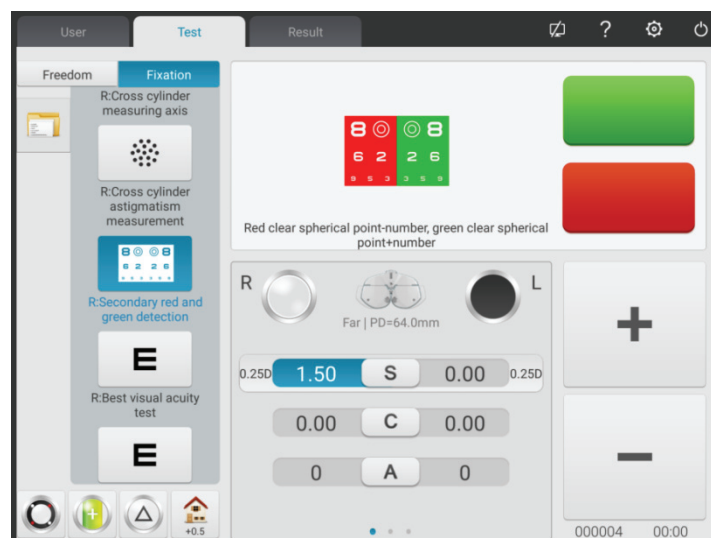 User
Test
Result
?
Freedom
Fixation
R:Cross cylinder
measuring axis
R:Cross cylinder
astigmatism
measurement
8 8
6 2 2 6
R:Secondary red and
green detection
E
R:Best visual acuity
test
E
+0.5
8 8
6 2 2 6
9 5 3 3 5 9
Red clear spherical point-number, green clear spherical
point+number
R
L
Far | PD=64.0mm
0.25D 1.50 S 0.00 0.25D
0.00 C 0.00
0 A 0
+
−
000004 00:00